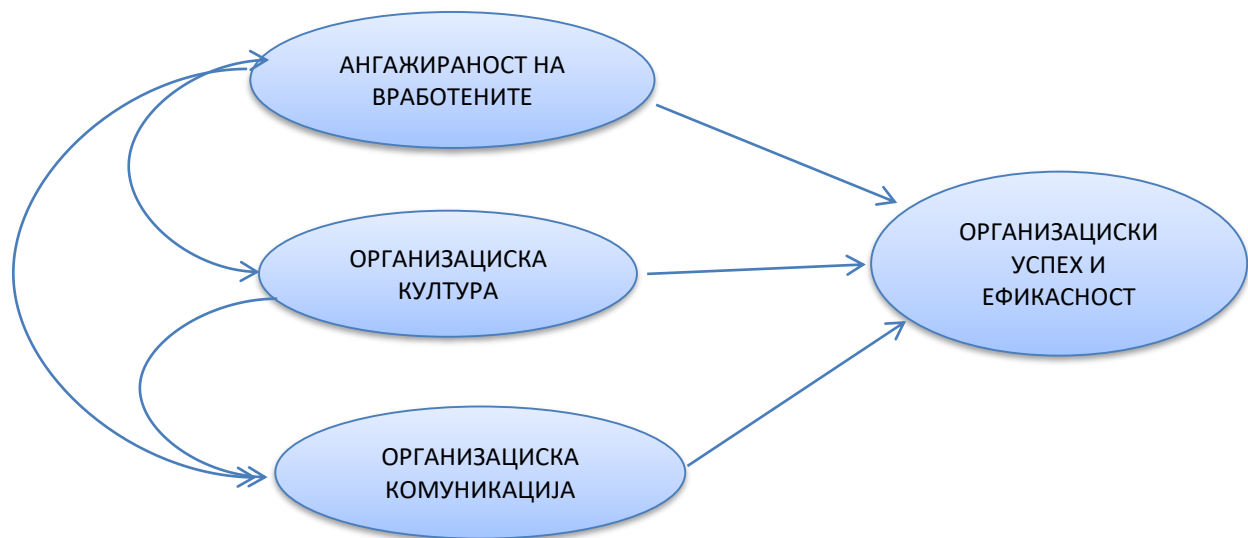 АНГАЖИРАНОСТ НА
ВРАБОТЕНИТЕ
ОРГАНИЗАЦИСКА
КУЛТУРА
ОРГАНИЗАЦИСКИ
УСПЕХ И
ЕФИКАСНОСТ
ОРГАНИЗАЦИСКА
КОМУНИКАЦИЈА